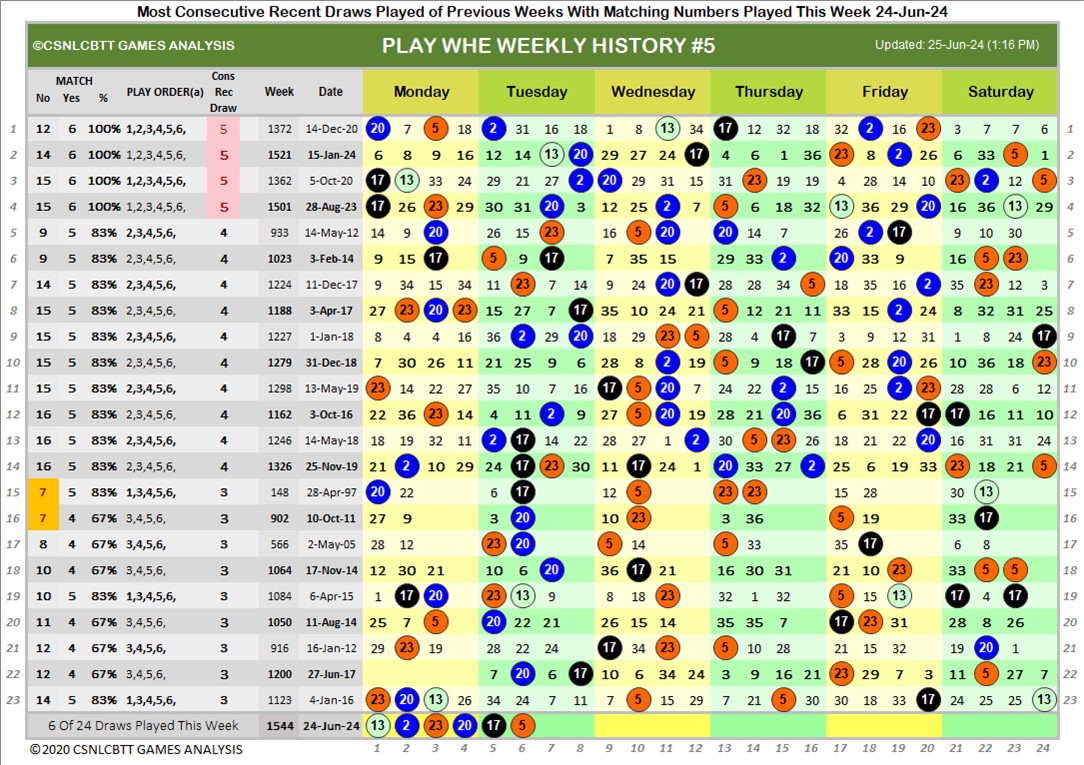 Most Consecutive Recent Draws Played of Previous Weeks With Matching Numbers Played This Week 24-Jun-24
©CSNLCBTT GAMES ANALYSIS PLAY WHE WEEKLY HISTORY #5 Updated: 25-Jun-24 (1:16 PM)
MATCH
No Yes % PLAY ORDER(a) Cons Rec Draw Week Date Monday Tuesday Wednesday Thursday Friday Saturday
1 12 6 100% 1,2,3,4,5,6, 5 1372 14-Dec-20 20 7 5 18 2 31 16 18 1 8 13 34 17 12 32 18 32 2 16 23 3 7 7 6 1
2 14 6 100% 1,2,3,4,5,6, 5 1521 15-Jan-24 6 8 9 16 12 14 13 20 29 27 24 17 4 6 1 36 23 8 2 26 6 33 5 1 2
3 15 6 100% 1,2,3,4,5,6, 5 1362 5-Oct-20 17 13 33 24 29 21 27 2 20 29 31 15 31 23 19 19 4 28 14 10 23 2 12 5 3
4 15 6 100% 1,2,3,4,5,6, 5 1501 28-Aug-23 17 26 23 29 30 31 20 3 12 25 2 7 5 6 18 32 13 36 29 20 16 36 13 29 4
5 9 5 83% 2,3,4,5,6, 4 933 14-May-12 14 9 20 26 15 23 16 5 20 20 14 7 26 2 17 9 10 30 5
6 9 5 83% 2,3,4,5,6, 4 1023 3-Feb-14 9 15 17 5 9 17 7 35 15 29 33 2 20 33 9 16 5 23 6
7 14 5 83% 2,3,4,5,6, 4 1224 11-Dec-17 9 34 15 34 11 23 7 14 9 24 20 17 28 28 34 5 18 35 16 2 35 23 12 3 7
8 15 5 83% 2,3,4,5,6, 4 1188 3-Apr-17 27 23 20 23 15 27 7 17 35 10 24 21 5 12 21 11 33 15 2 24 8 32 31 25 8
9 15 5 83% 2,3,4,5,6, 4 1227 1-Jan-18 8 4 4 16 36 2 29 20 18 29 23 5 28 4 17 7 3 9 12 31 1 8 24 17 9
10 15 5 83% 2,3,4,5,6, 4 1279 31-Dec-18 7 30 26 11 21 25 9 6 28 8 2 19 5 9 18 17 5 28 20 26 10 36 18 23 10
11 15 5 83% 2,3,4,5,6, 4 1298 13-May-19 23 14 22 27 35 10 7 16 17 5 20 7 24 22 2 15 16 25 2 23 28 28 6 12 11
12 16 5 83% 2,3,4,5,6, 4 1162 3-Oct-16 22 36 23 14 4 11 2 9 27 5 20 19 28 21 20 36 6 31 22 17 17 16 11 10 12
13 16 5 83% 2,3,4,5,6, 4 1246 14-May-18 18 19 32 11 2 17 14 22 28 27 1 2 30 5 23 26 18 21 22 20 16 31 31 24 13
14 16 5 83% 2,3,4,5,6, 4 1326 25-Nov-19 21 2 10 29 24 17 23 30 11 17 24 1 20 33 27 2 25 6 19 33 23 18 21 5 14
15 7 5 83% 1,3,4,5,6, 3 148 28-Apr-97 20 22 6 17 12 5 23 23 15 28 30 13 15
16 7 4 67% 3,4,5,6, 3 902 10-Oct-11 27 9 3 20 10 23 3 36 5 19 33 17 16
17 8 4 67% 3,4,5,6, 3 566 2-May-05 28 12 23 20 5 14 5 33 35 17 6 8 17
18 10 4 67% 3,4,5,6, 3 1064 17-Nov-14 12 30 21 10 6 20 36 17 21 16 30 31 21 10 23 22 5 5 18
19 10 5 83% 1,3,4,5,6, 3 1084 6-Apr-15 1 17 20 23 13 9 8 18 23 32 1 32 5 15 13 17 4 17 19
20 11 4 67% 3,4,5,6, 3 1050 11-Aug-14 25 7 5 20 22 21 26 15 14 35 35 7 17 23 31 28 8 26 20
21 12 4 67% 3,4,5,6, 3 916 16-Jan-12 29 23 19 28 22 24 17 34 23 5 10 28 21 15 32 19 20 1 21
22 12 4 67% 3,4,5,6, 3 1200 27-Jun-17 7 20 6 17 10 6 34 24 3 9 16 21 23 29 7 2 11 5 27 7 22
23 14 5 83% 1,3,4,5,6, 3 1123 4-Jan-16 23 20 13 26 34 24 7 11 7 5 15 29 7 21 5 30 30 18 33 17 24 25 25 13 23
6 Of 24 Draws Played This Week 1544 24-Jun-24 13 2 23 20 17 5
© 2020 CSNLCBTT GAMES ANALYSIS 1 2 3 4 5 6 7 8 9 10 11 12 13 14 15 16 17 18 19 20 21 22 23 24